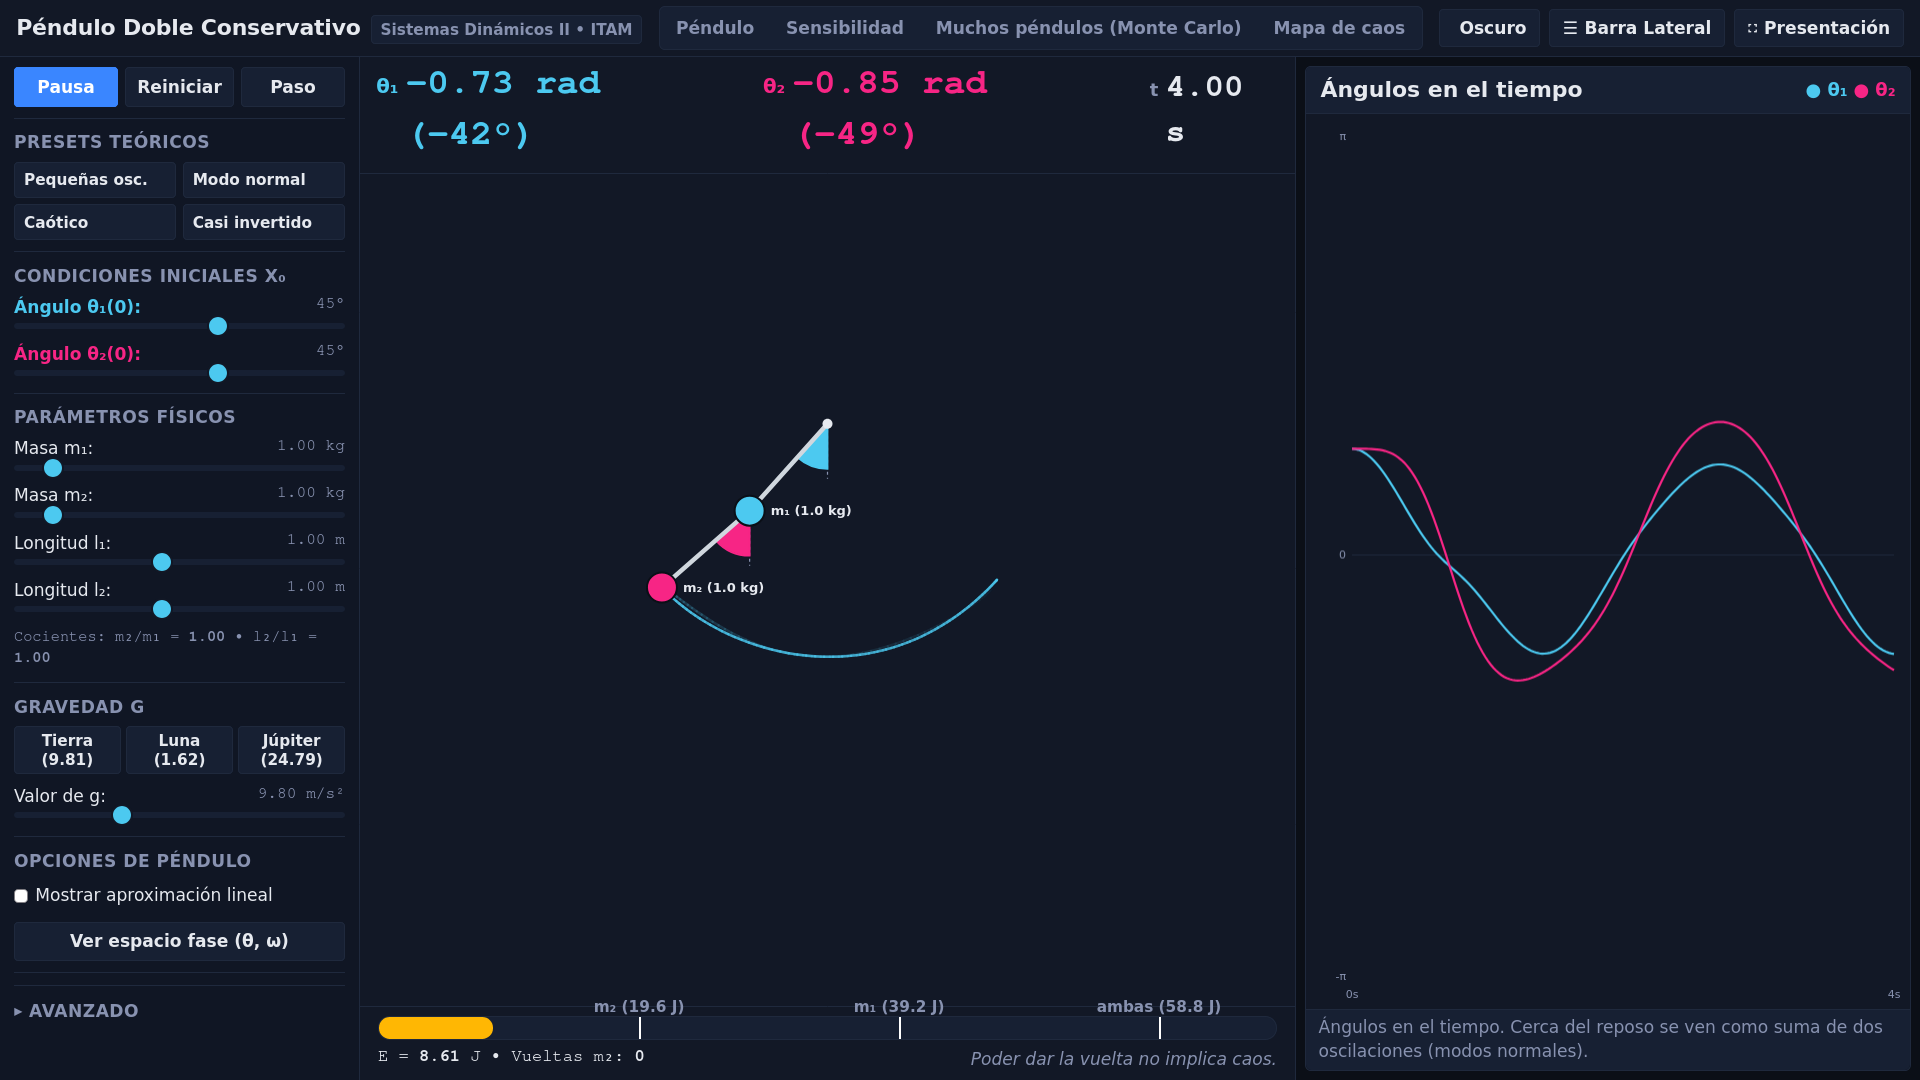 Péndulo Doble Conservativo
Sistemas Dinámicos II • ITAM
Péndulo
Sensibilidad
Muchos péndulos (Monte Carlo)
Mapa de caos
Oscuro
☰ Barra Lateral
⛶ Presentación
Pausa
Reiniciar
Paso
PRESETS TEÓRICOS
Pequeñas osc.
Modo normal
Caótico
Casi invertido
CONDICIONES INICIALES X₀
Ángulo θ₁(0):
45°
Ángulo θ₂(0):
45°
PARÁMETROS FÍSICOS
Masa m₁:
1.00 kg
Masa m₂:
1.00 kg
Longitud l₁:
1.00 m
Longitud l₂:
1.00 m
Cocientes: m₂/m₁ = 1.00 • l₂/l₁ =
1.00
GRAVEDAD G
Tierra
(9.81)
Luna
(1.62)
Júpiter
(24.79)
Valor de g:
9.80 m/s²
OPCIONES DE PÉNDULO
Mostrar aproximación lineal
Ver espacio fase (θ, ω)
▸ AVANZADO
θ₁ −0.73 rad
(−42°)
θ₂ −0.85 rad
(−49°)
t 4.00
s
m₁ (1.0 kg)
m₂ (1.0 kg)
m₂ (19.6 J)
m₁ (39.2 J)
ambas (58.8 J)
E = 8.61 J • Vueltas m₂: 0
Poder dar la vuelta no implica caos.
Ángulos en el tiempo
● θ₁ ● θ₂
π
0
-π
0s
4s
Ángulos en el tiempo. Cerca del reposo se ven como suma de dos
oscilaciones (modos normales).